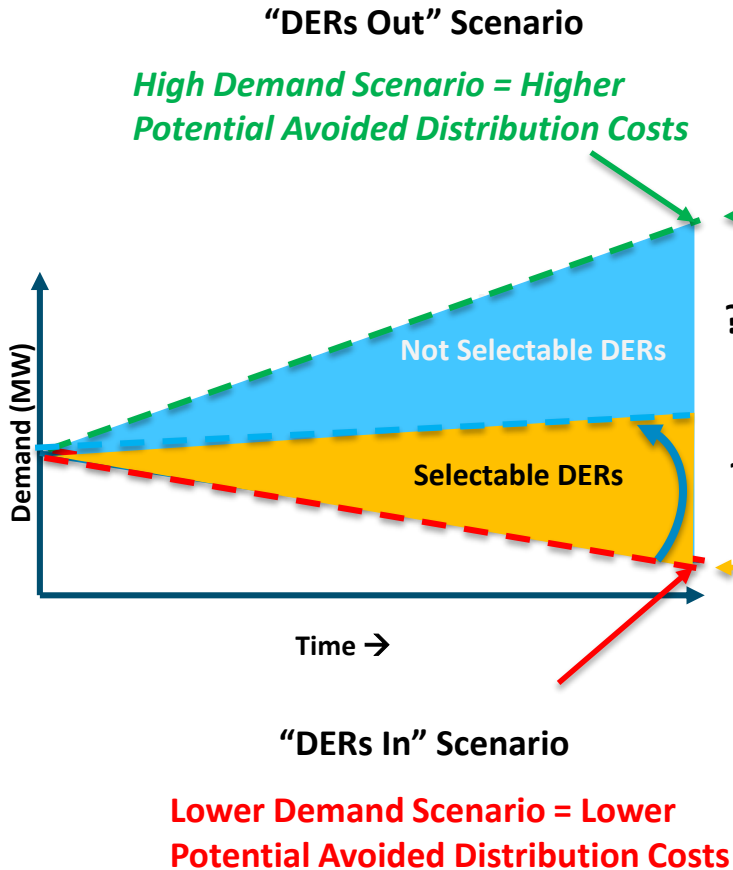 “DERs Out” Scenario
High Demand Scenario = Higher
Potential Avoided Distribution Costs
Not Selectable DERs
Demand (MW)
Selectable DERs
Time →
“DERs In” Scenario
Lower Demand Scenario = Lower
Potential Avoided Distribution Costs